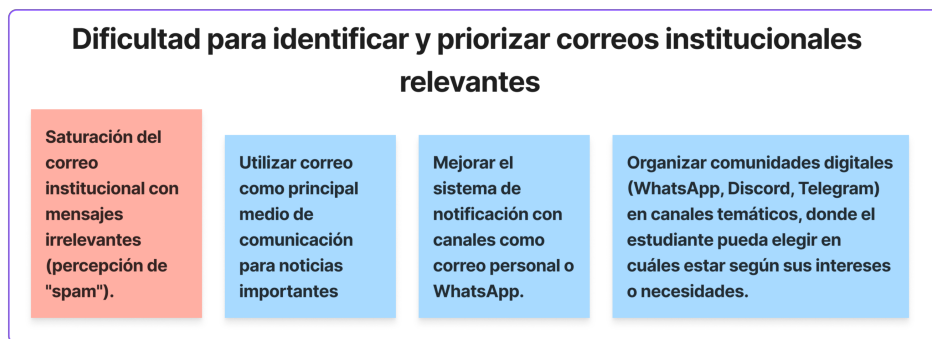 Dificultad para identificar y priorizar correos institucionales
relevantes
Saturación del
correo
institucional con
mensajes
irrelevantes
(percepción de
"spam").
Utilizar correo
como principal
medio de
comunicación
para noticias
importantes
Mejorar el
sistema de
notificación con
canales como
correo personal o
WhatsApp.
Organizar comunidades digitales
(WhatsApp, Discord, Telegram)
en canales temáticos, donde el
estudiante pueda elegir en
cuáles estar según sus intereses
o necesidades.